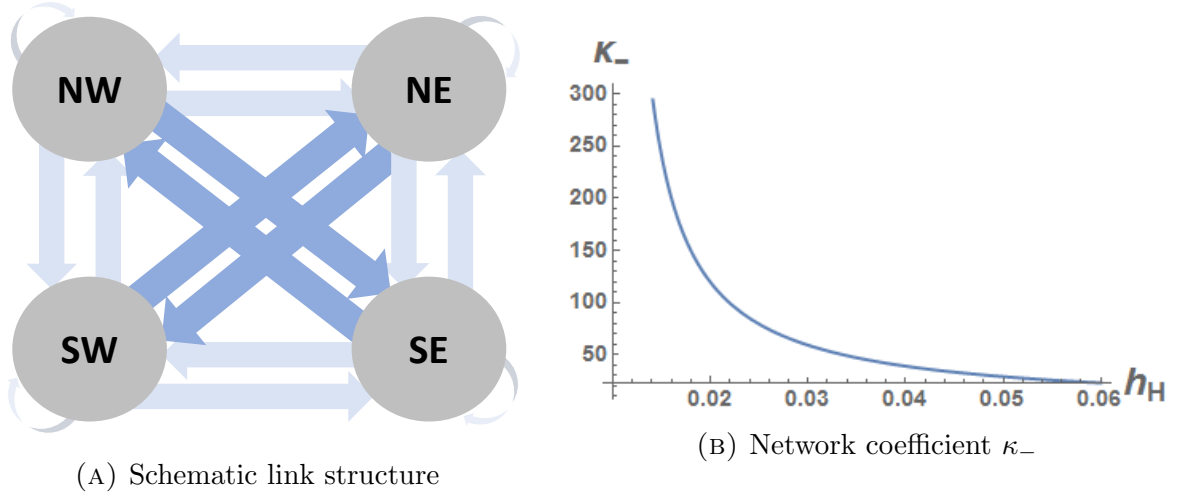 NW
NE
SW
SE
(A) Schematic link structure
κ₋
300
250
200
150
100
50
0.02 0.03 0.04 0.05 0.06 h_H
(B) Network coefficient κ₋